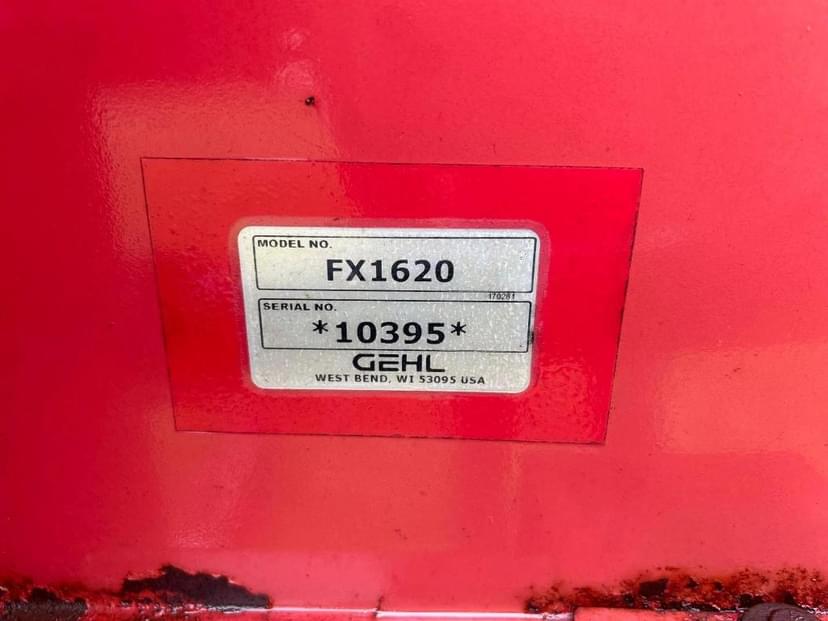 MODEL NO.
FX1620
170281
SERIAL NO.
*10395*
GEHL
WEST BEND, WI 53095 USA